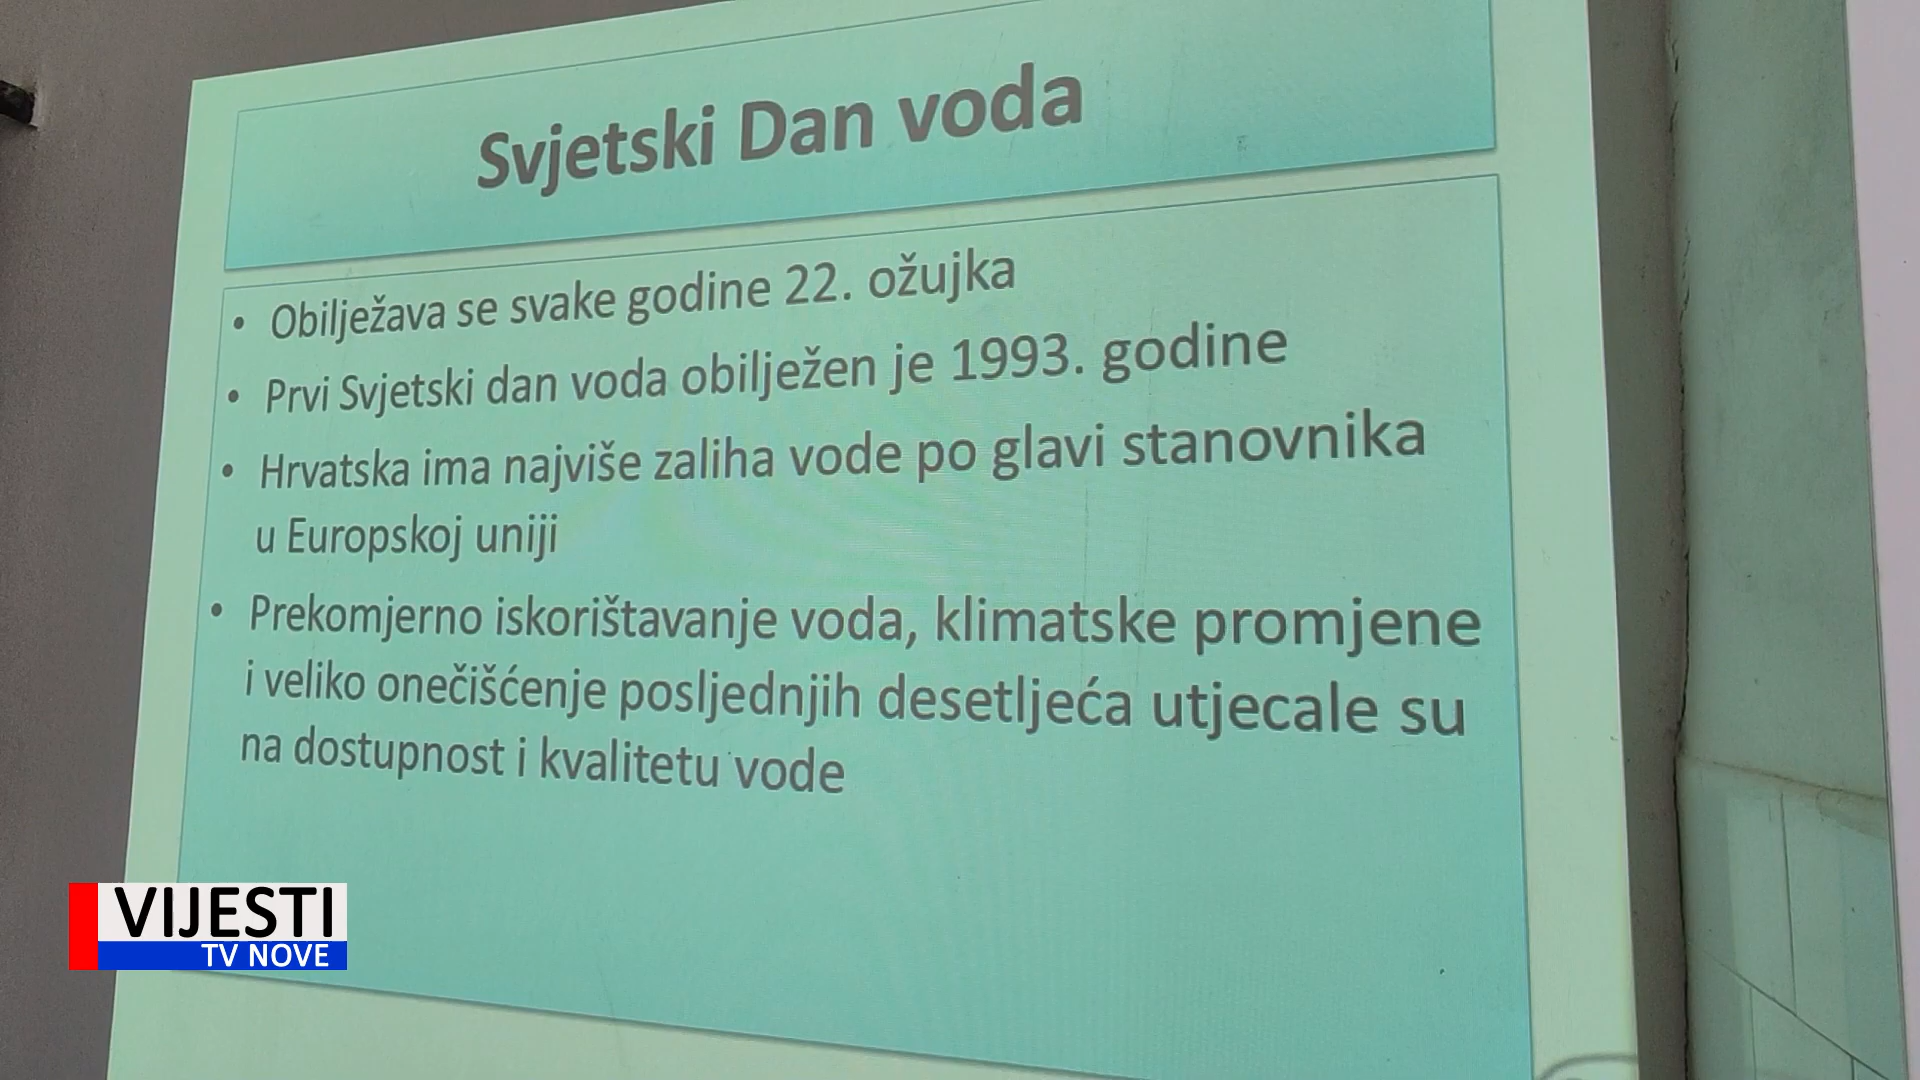 Svjetski Dan voda
• Obilježava se svake godine 22. ožujka
• Prvi Svjetski dan voda obilježen je 1993. godine
• Hrvatska ima najviše zaliha vode po glavi stanovnika
u Europskoj uniji
• Prekomjerno iskorištavanje voda, klimatske promjene
i veliko onečišćenje posljednjih desetljeća utjecale su
na dostupnost i kvalitetu vode
VIJESTI
TV NOVE